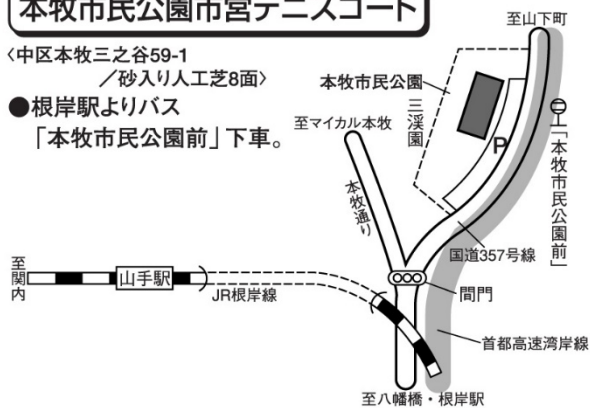 本牧市民公園市営テニスコート
〈中区本牧三之谷59-1
／砂入り人工芝8面〉
●根岸駅よりバス
「本牧市民公園前」下車。
至山下町
本牧市民公園
三渓園
至マイカル本牧
P
「本牧市民公園前」
本牧通り
国道357号線
至関内
山手駅
JR根岸線
間門
首都高速湾岸線
至八幡橋・根岸駅